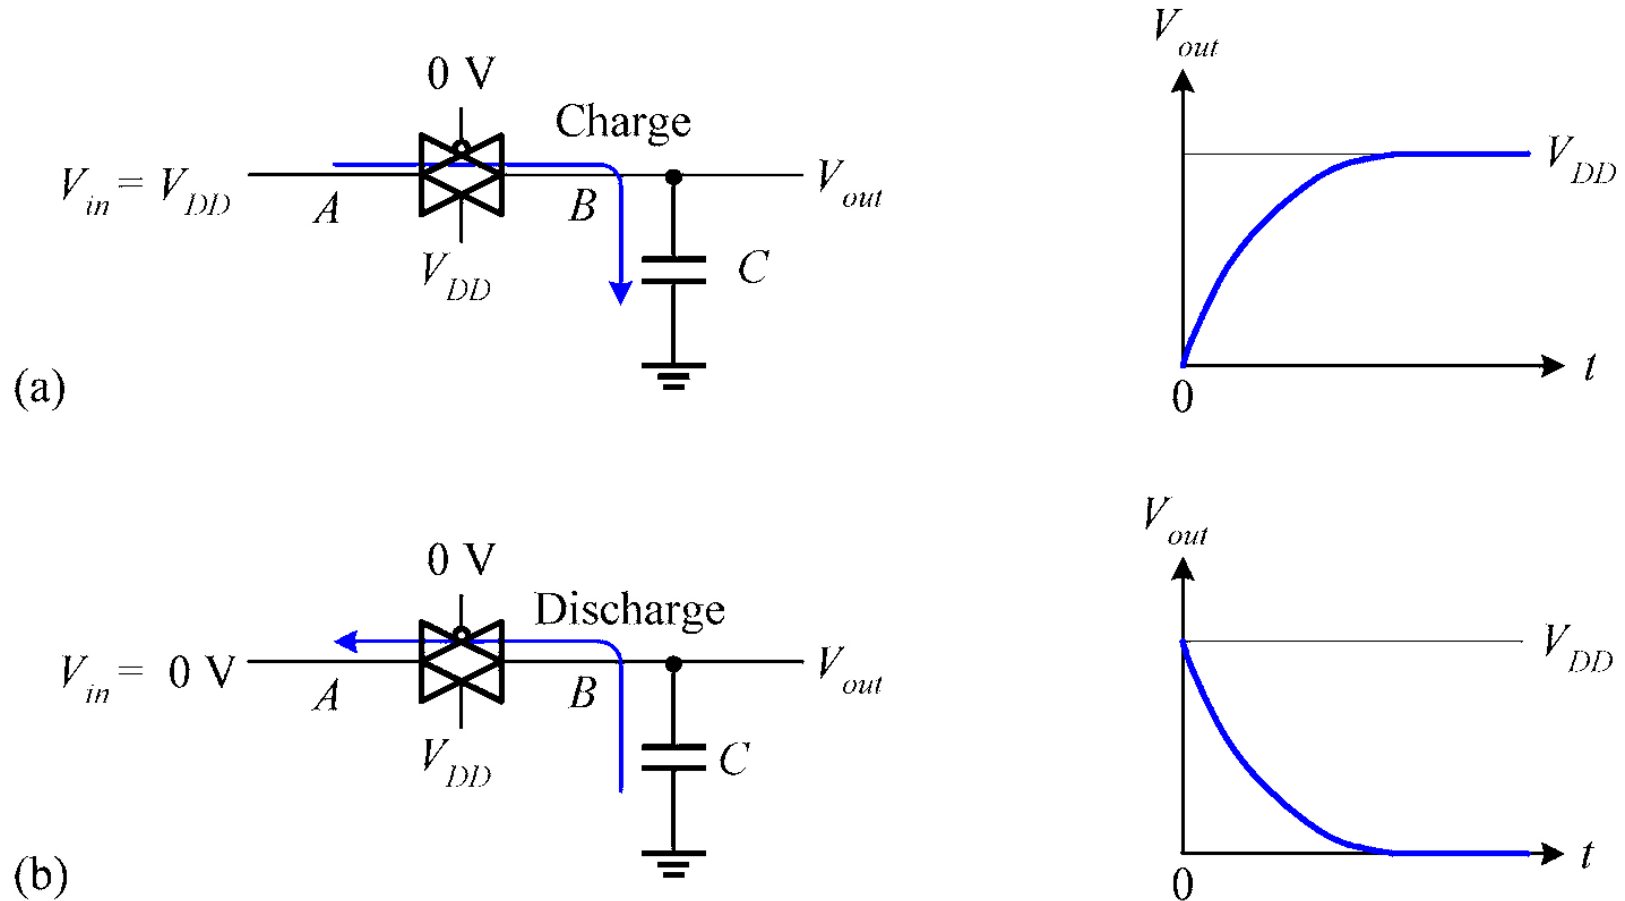 0 V
Charge
V_in = V_DD
A
B
V_out
V_DD
C
(a)
V_out
V_DD
t
0
0 V
Discharge
V_in = 0 V
A
B
V_out
V_DD
C
(b)
V_out
V_DD
t
0